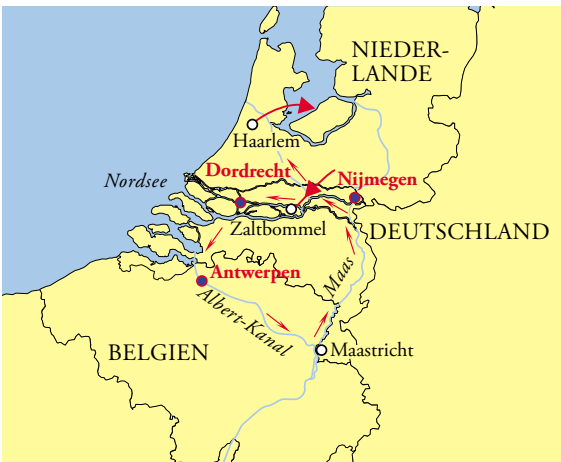 NIEDER-
LANDE
Haarlem
Dordrecht
Nordsee
Nijmegen
Zaltbommel
DEUTSCHLAND
Antwerpen
Maas
Albert-Kanal
BELGIEN
Maastricht